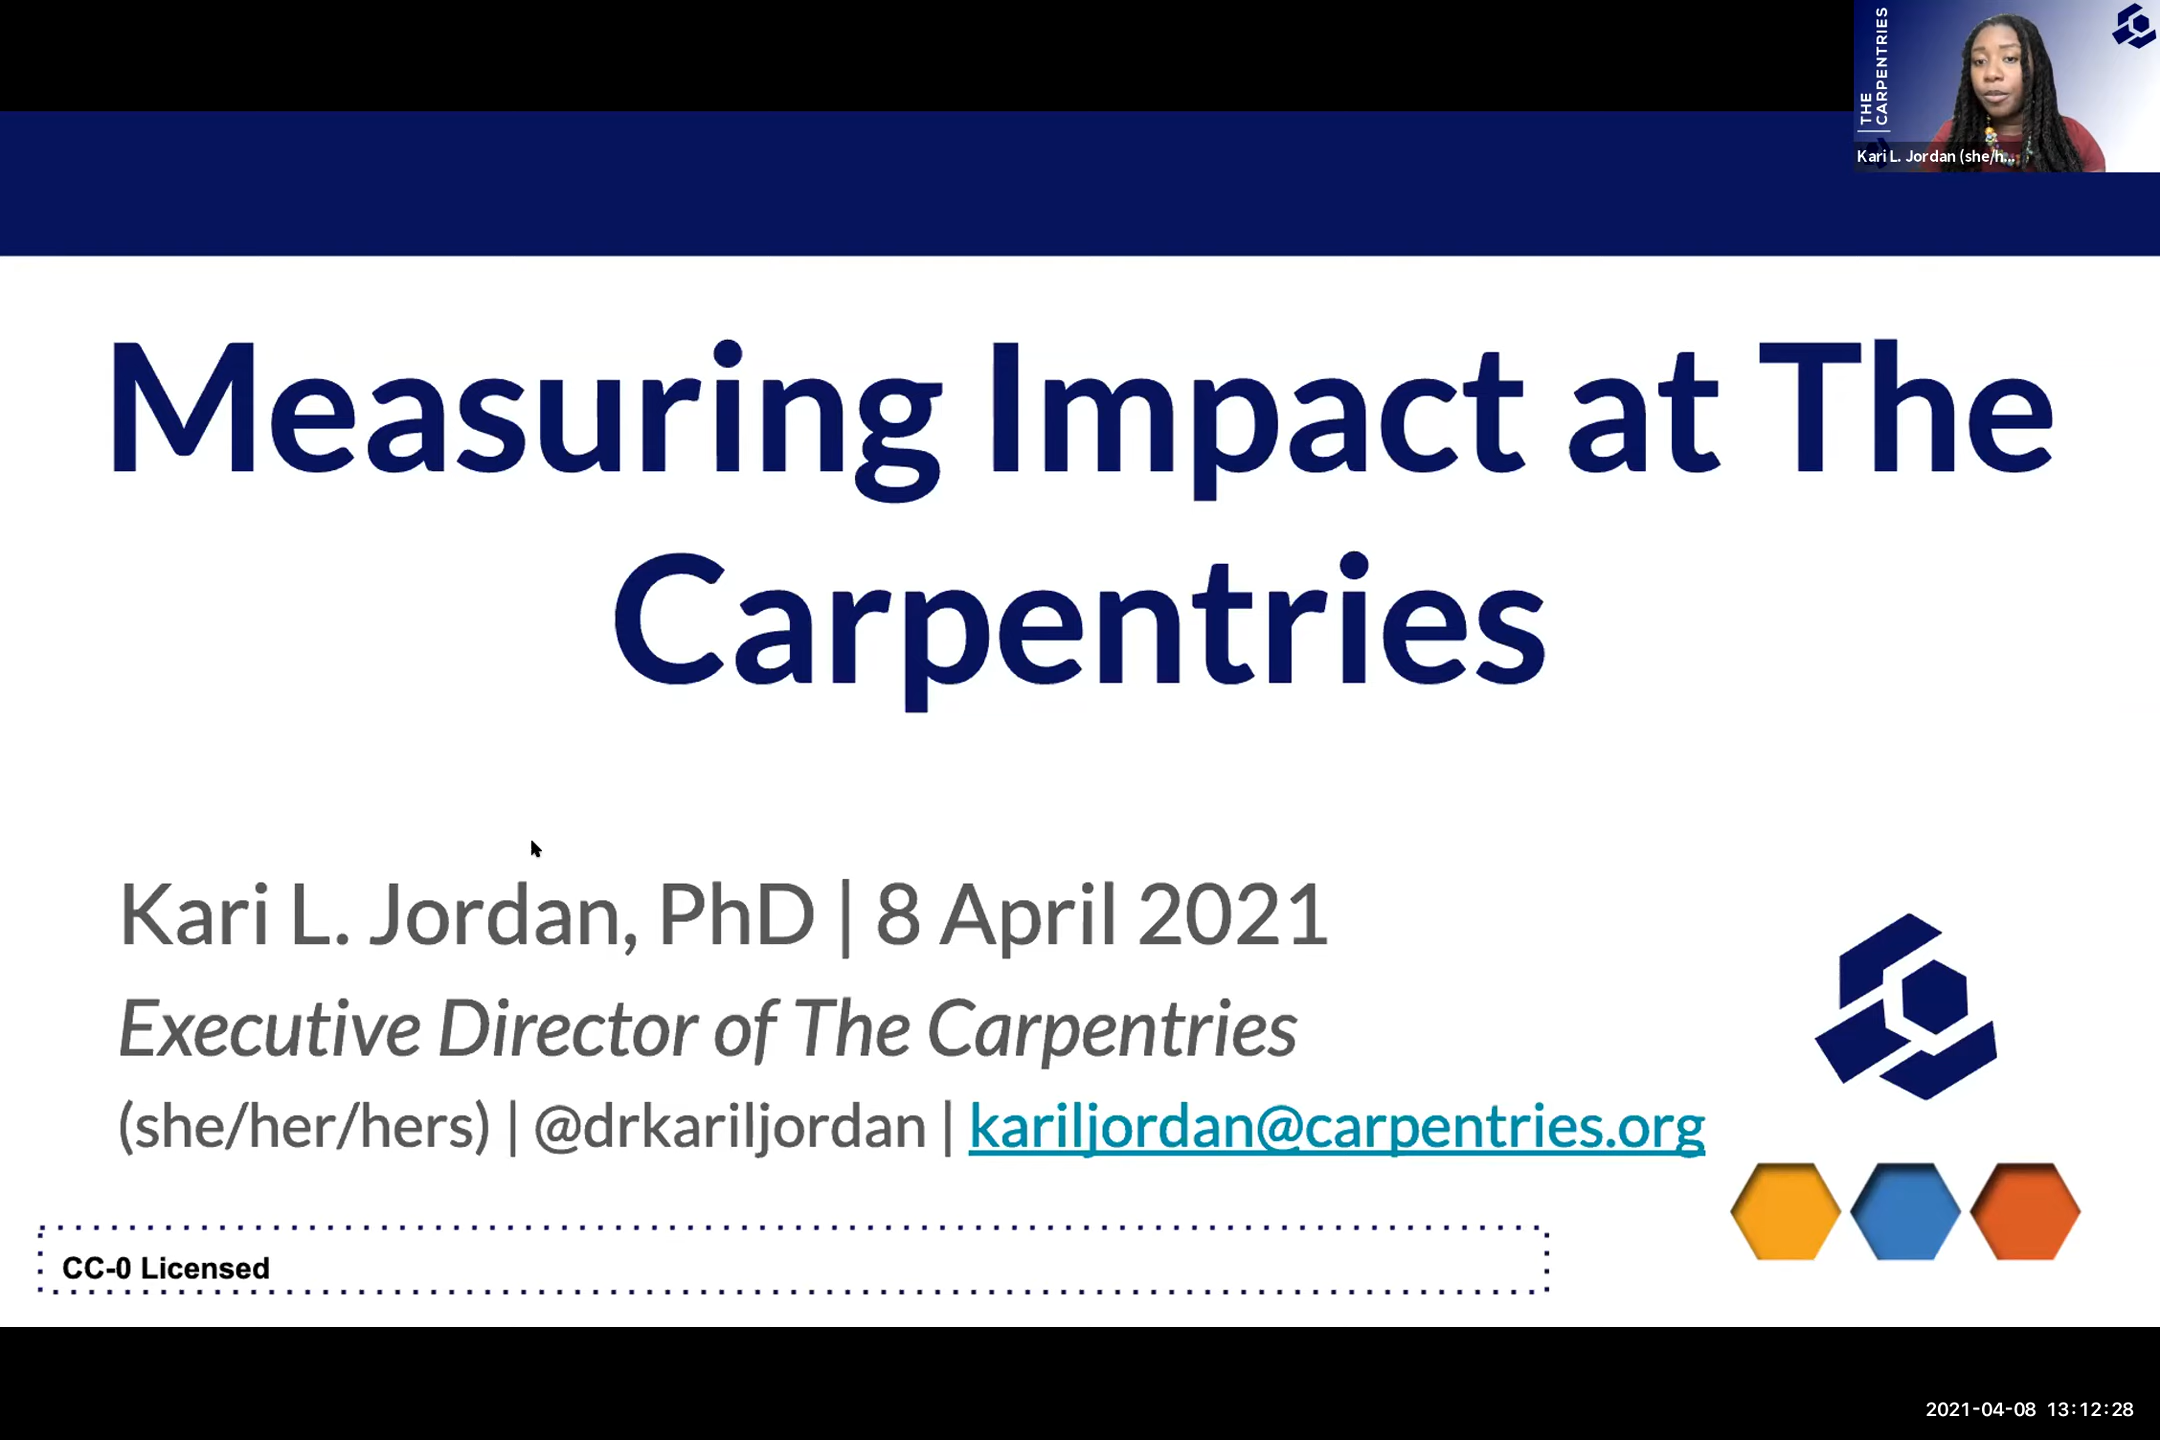 THE
CARPENTRIES
Kari L. Jordan (she/h...
Measuring Impact at The
Carpentries
Kari L. Jordan, PhD | 8 April 2021
Executive Director of The Carpentries
(she/her/hers) | @drkariljordan | kariljordan@carpentries.org
CC-0 Licensed
2021-04-08 13:12:28